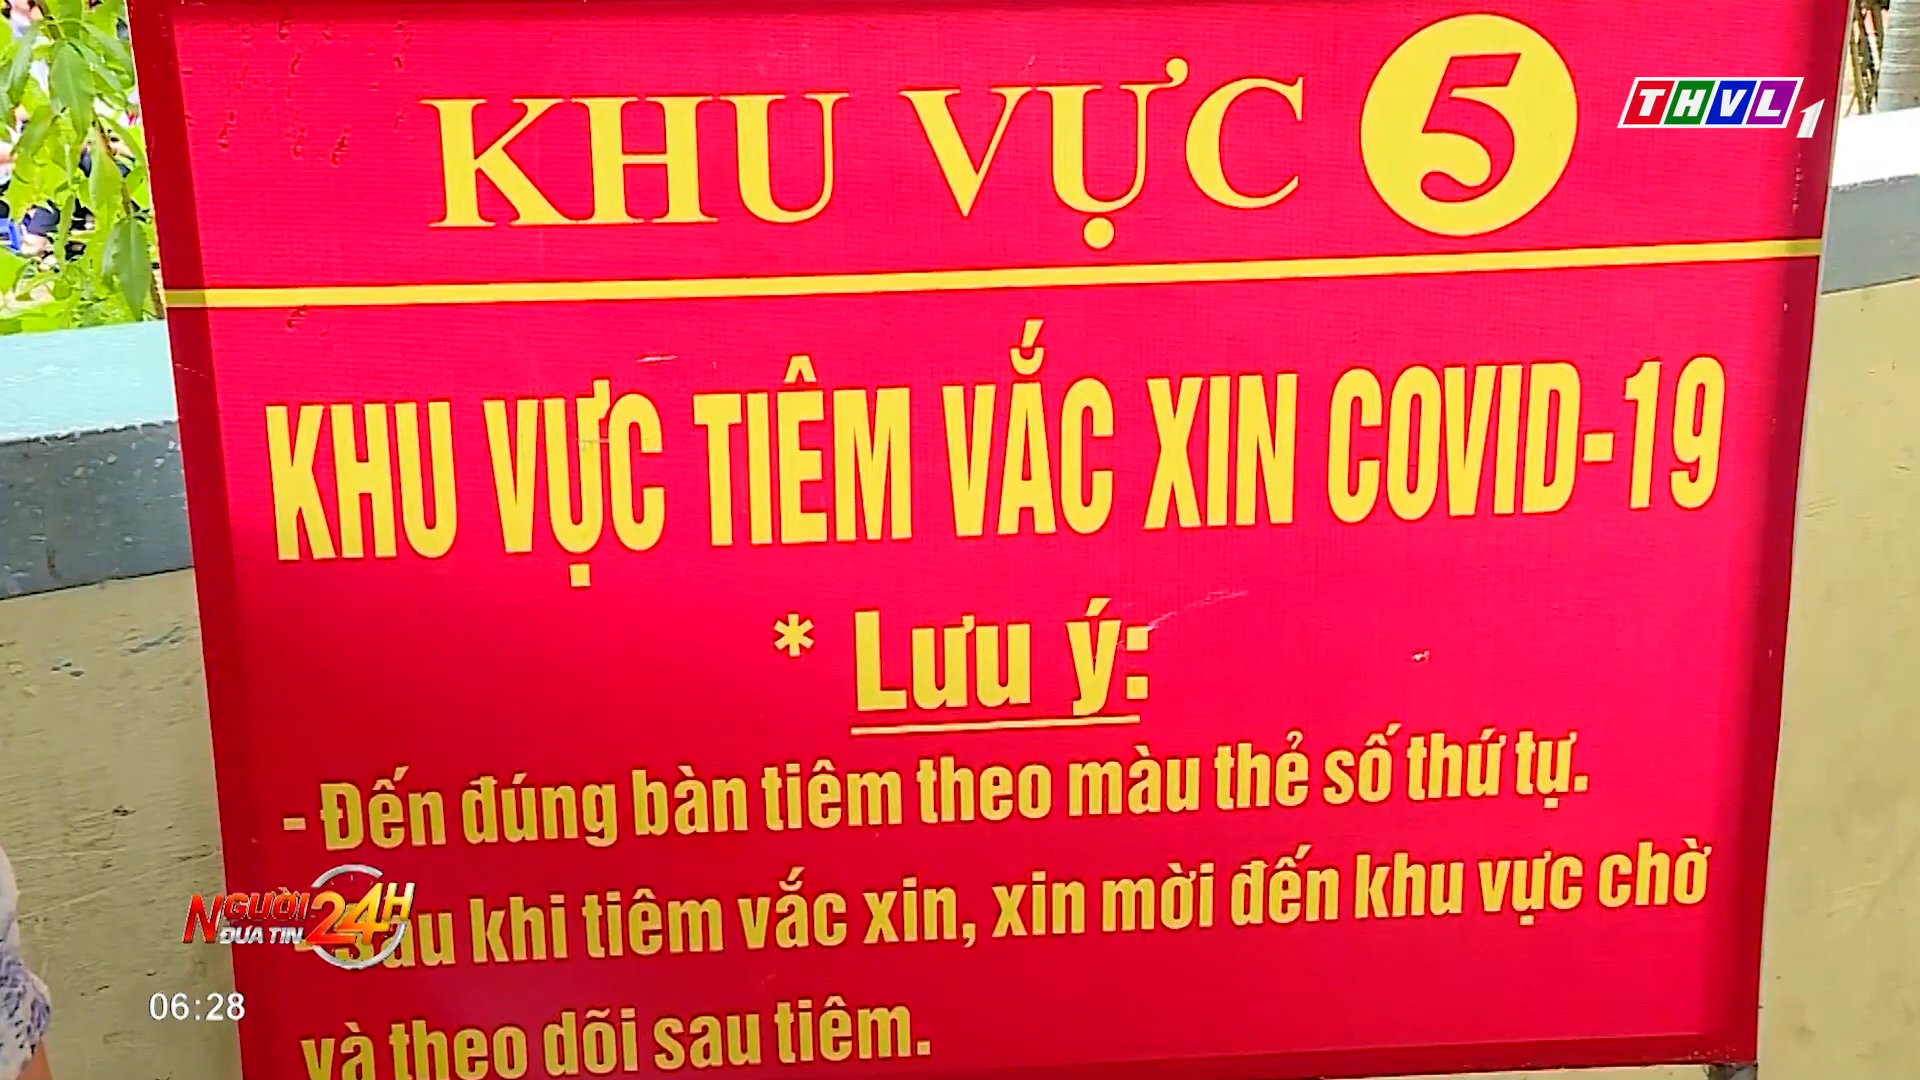 KHU VỰC 5
THVL1
KHU VỰC TIÊM VẮC XIN COVID-19
* Lưu ý:
- Đến đúng bàn tiêm theo màu thẻ số thứ tự.
- Sau khi tiêm vắc xin, xin mời đến khu vực chờ
và theo dõi sau tiêm.
NGƯỜI ĐƯA TIN 24H
06:28